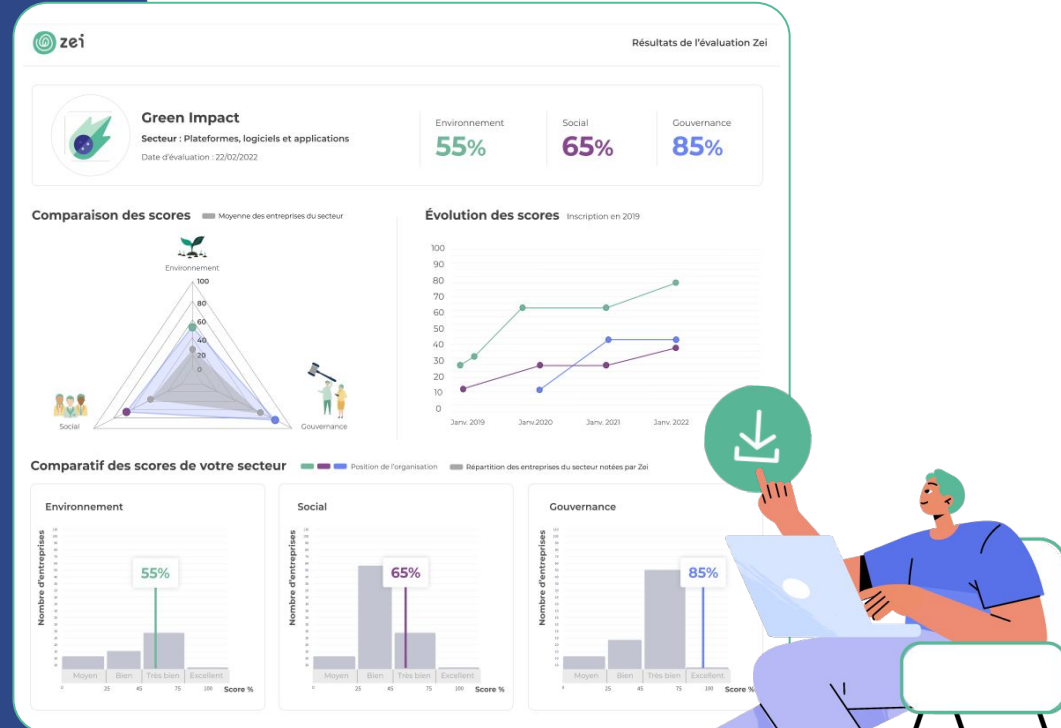 zei
Résultats de l'évaluation Zei
Green Impact
Secteur : Plateformes, logiciels et applications
Date d'évaluation : 22/02/2022
Environnement
55%
Social
65%
Gouvernance
85%
Comparaison des scores
Moyenne des entreprises du secteur
Environnement
100
80
60
40
20
0
Social
Gouvernance
Évolution des scores
Inscription en 2019
100
90
80
70
60
50
40
30
20
10
0
Janv. 2019
Janv.2020
Janv. 2021
Janv. 2022
Comparatif des scores de votre secteur
Position de l'organisation
Répartition des entreprises du secteur notées par Zei
Environnement
Nombre d'entreprises
55%
Moyen
Bien
Très bien
Excellent
0
25
45
75
100
Score %
Social
Nombre d'entreprises
65%
Moyen
Bien
Très bien
Excellent
0
25
45
75
100
Score %
Gouvernance
Nombre d'entreprises
85%
Moyen
Bien
Très bien
Excellent
0
25
45
75
100
Score %